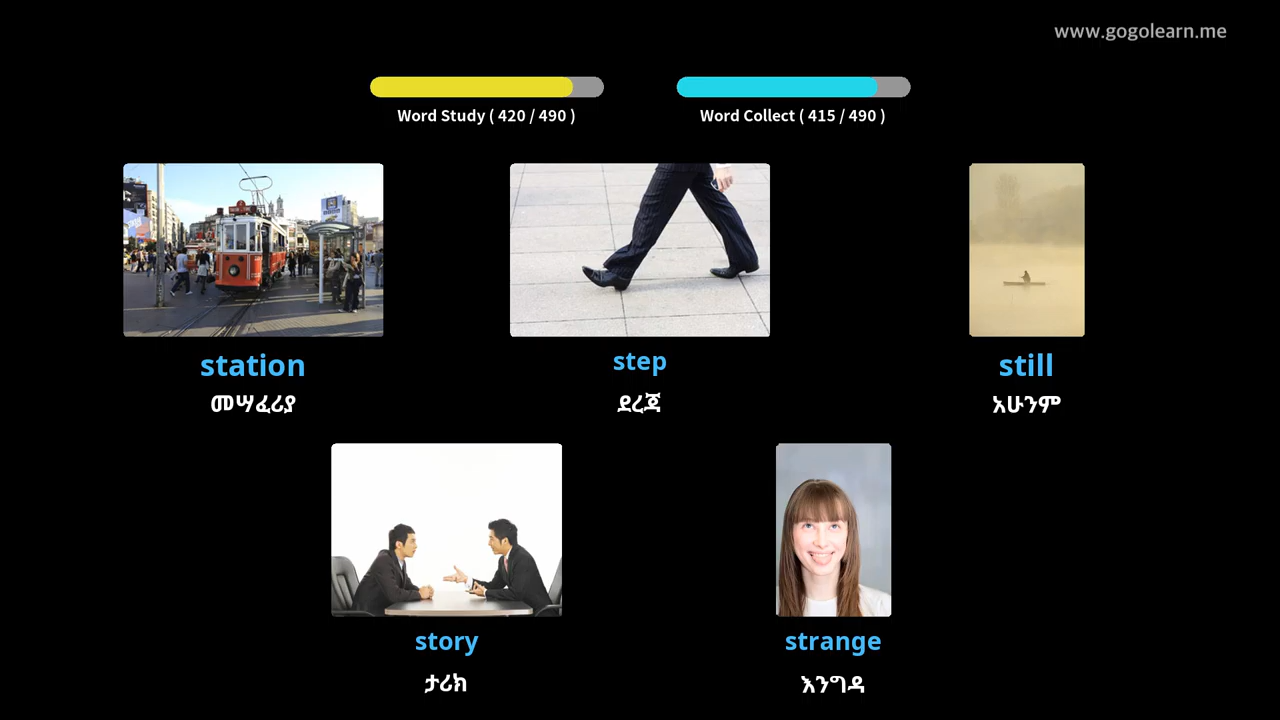 www.gogolearn.me
Word Study ( 420 / 490 )
Word Collect ( 415 / 490 )
station
step
still
መሣፈሪያ
ደረጃ
አሁንም
story
strange
ታሪክ
እንግዳ